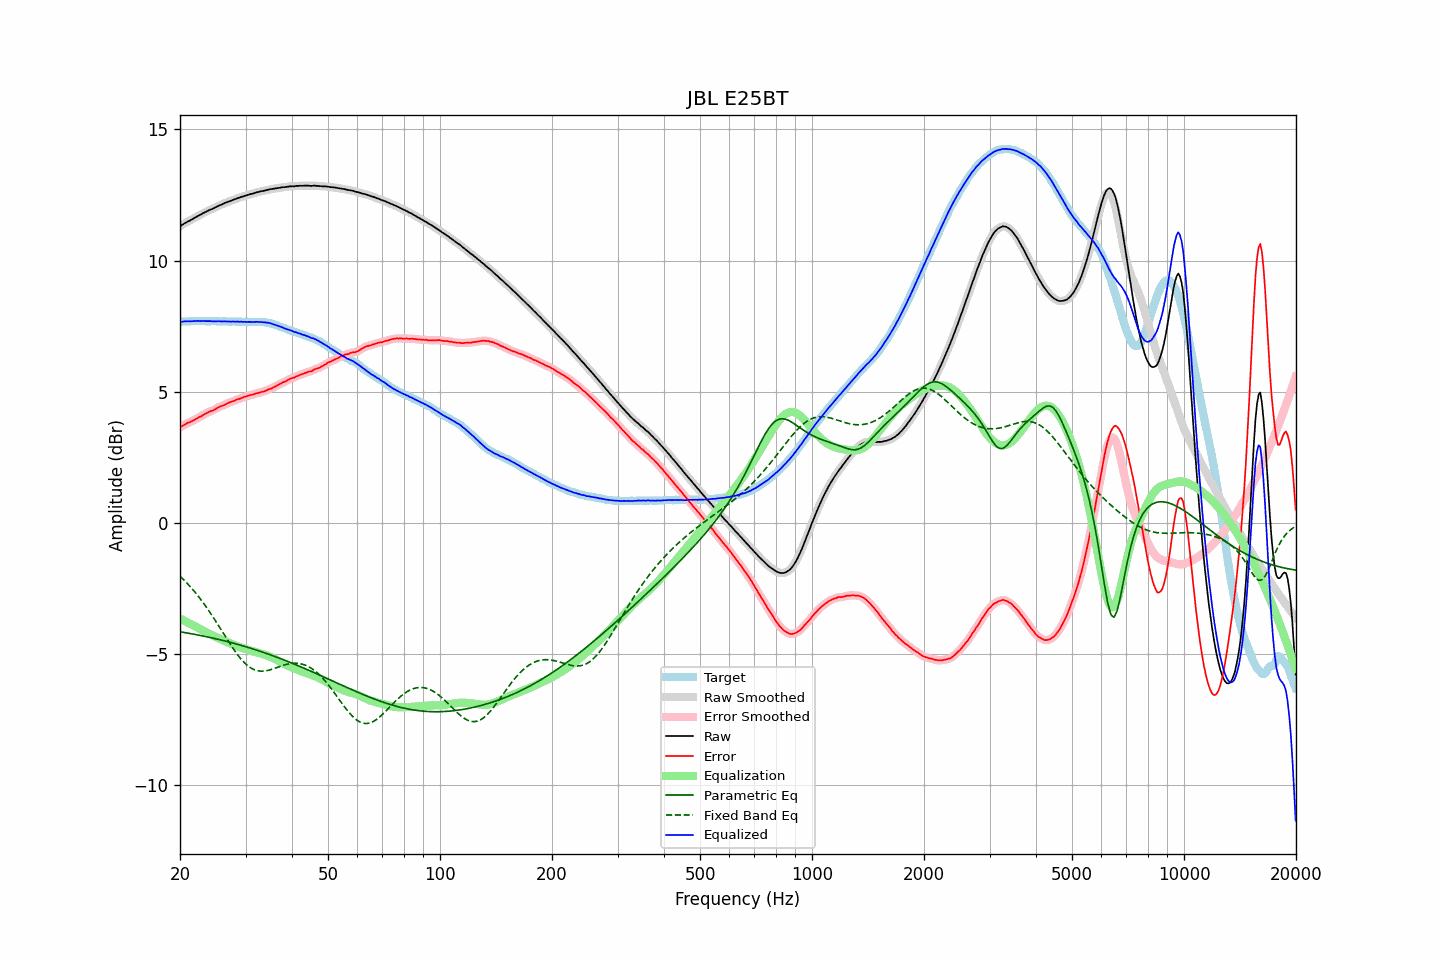 JBL E25BT
15
10
5
0
−5
−10
Amplitude (dBr)
Target
Raw Smoothed
Error Smoothed
Raw
Error
Equalization
Parametric Eq
Fixed Band Eq
Equalized
20 50 100 200 500 1000 2000 5000 10000 20000
Frequency (Hz)